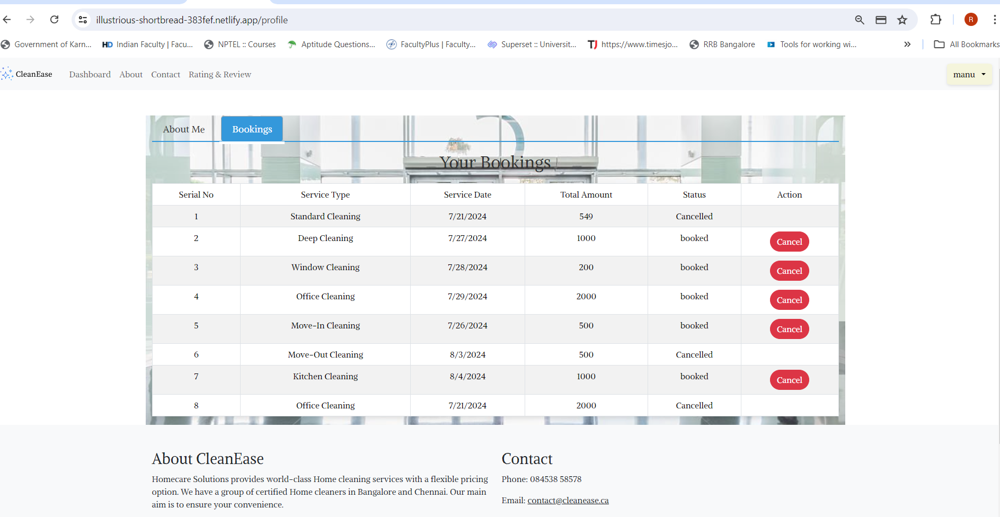 illustrious-shortbread-383fef.netlify.app/profile
R
Government of Karn...
HD Indian Faculty | Facu...
NPTEL :: Courses
Aptitude Questions...
FacultyPlus | Faculty...
Superset :: Universit...
TJ https://www.timesjo...
RRB Bangalore
Tools for working wi...
All Bookmarks
CleanEase
Dashboard
About
Contact
Rating & Review
manu
About Me
Bookings
Your Bookings
Serial No Service Type Service Date Total Amount Status Action
1 Standard Cleaning 7/21/2024 549 Cancelled
2 Deep Cleaning 7/27/2024 1000 booked Cancel
3 Window Cleaning 7/28/2024 200 booked Cancel
4 Office Cleaning 7/29/2024 2000 booked Cancel
5 Move-In Cleaning 7/26/2024 500 booked Cancel
6 Move-Out Cleaning 8/3/2024 500 Cancelled
7 Kitchen Cleaning 8/4/2024 1000 booked Cancel
8 Office Cleaning 7/21/2024 2000 Cancelled
About CleanEase
Homecare Solutions provides world-class Home cleaning services with a flexible pricing
option. We have a group of certified Home cleaners in Bangalore and Chennai. Our main
aim is to ensure your convenience.
Contact
Phone: 084538 58578
Email: contact@cleanease.ca